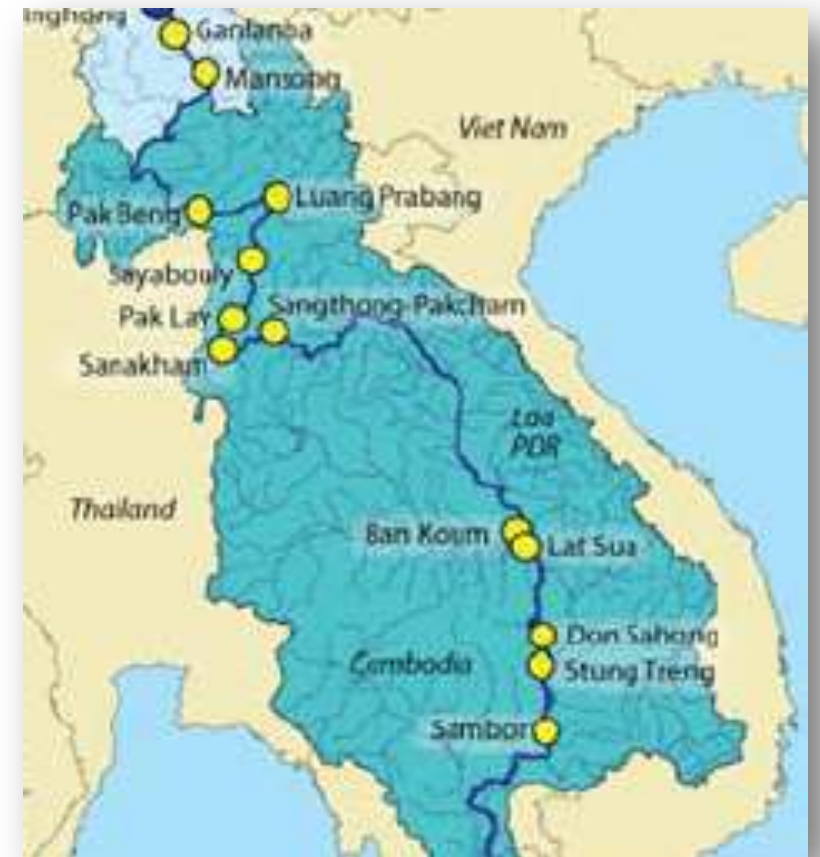 inghong
Ganlanba
Mansong
Viet Nam
Pak Beng
Luang Prabang
Sayabouly
Sangthong-Pakcham
Pak Lay
Sanakham
Lao
PDR
Thailand
Ban Koum
Lat Sua
Don Sahong
Cambodia
Stung Treng
Sambor